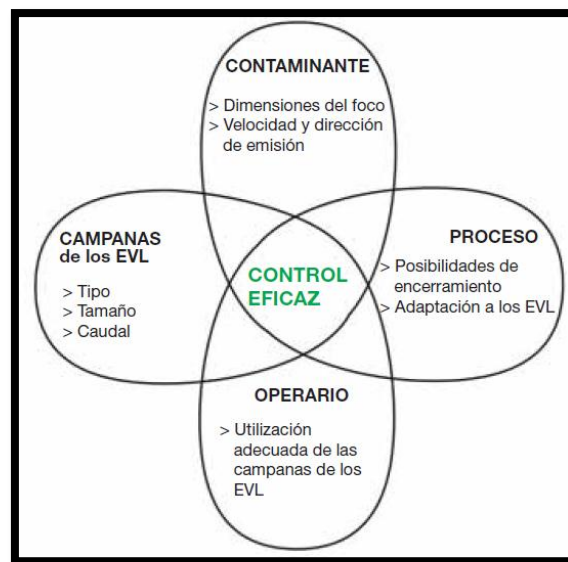 CONTAMINANTE
> Dimensiones del foco
> Velocidad y dirección
de emisión
CAMPANAS
de los EVL
> Tipo
> Tamaño
> Caudal
CONTROL
EFICAZ
PROCESO
> Posibilidades de
encerramiento
> Adaptación a los EVL
OPERARIO
> Utilización
adecuada de las
campanas de los
EVL